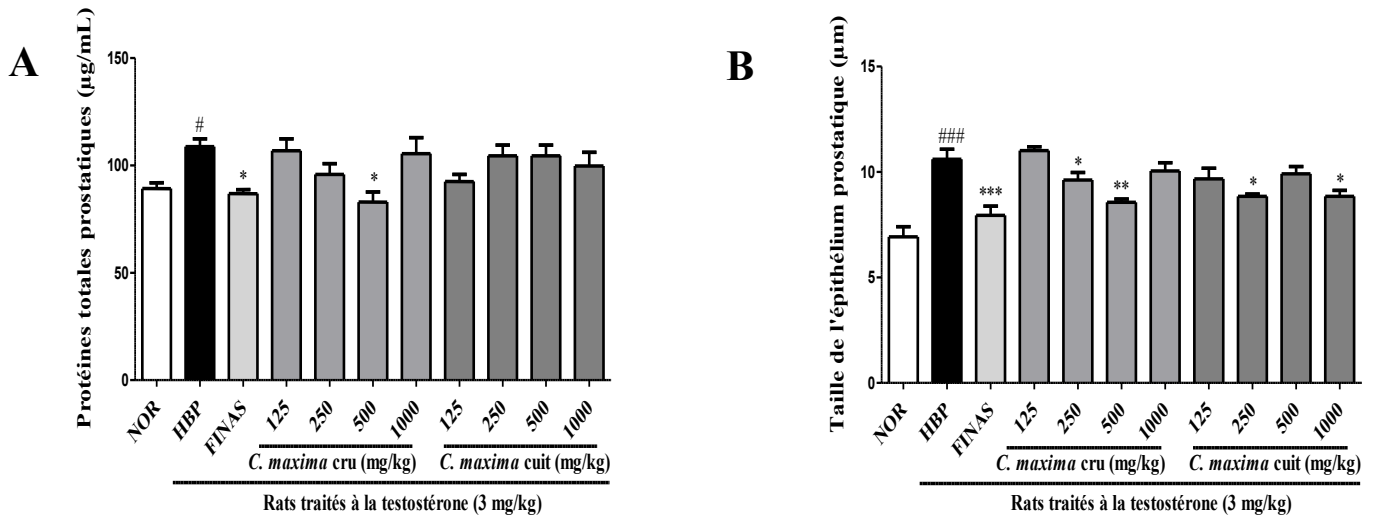 A
Protéines totales prostatiques (µg/mL)
150
100
50
0
#
*
*
NOR
HBP
FINAS
125
250
500
1000
125
250
500
1000
C. maxima cru (mg/kg)
C. maxima cuit (mg/kg)
Rats traités à la testostérone (3 mg/kg)
B
Taille de l'épithélium prostatique (µm)
15
10
5
0
###
***
*
**
*
*
NOR
HBP
FINAS
125
250
500
1000
125
250
500
1000
C. maxima cru (mg/kg)
C. maxima cuit (mg/kg)
Rats traités à la testostérone (3 mg/kg)